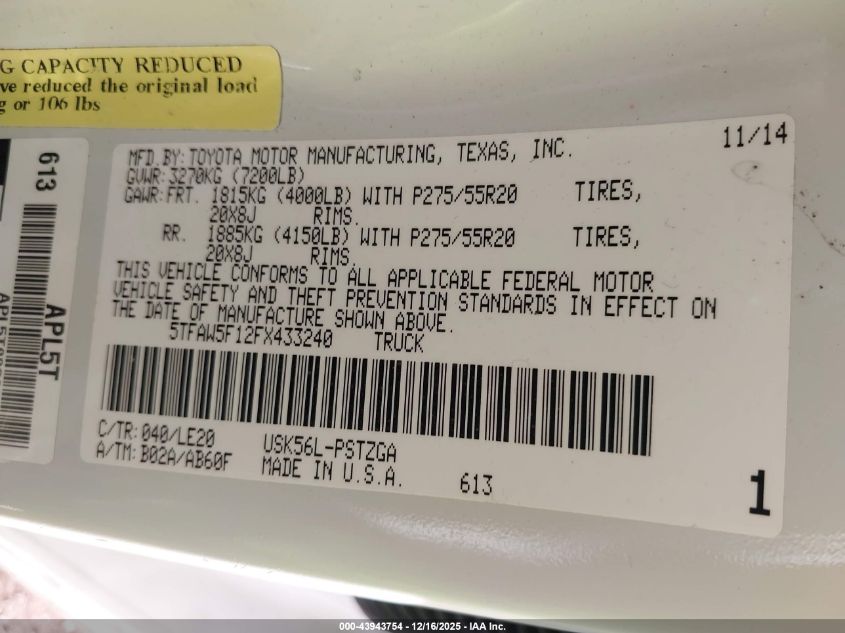 G CAPACITY REDUCED
ve reduced the original load
g or 106 lbs
613
APL5T
11/14
MFD.BY:TOYOTA MOTOR MANUFACTURING, TEXAS, INC.
GVWR:3270KG (7200LB)
GAWR:FRT. 1815KG (4000LB) WITH P275/55R20 TIRES,
20X8J RIMS.
RR. 1885KG (4150LB) WITH P275/55R20 TIRES,
20X8J RIMS.
THIS VEHICLE CONFORMS TO ALL APPLICABLE FEDERAL MOTOR
VEHICLE SAFETY AND THEFT PREVENTION STANDARDS IN EFFECT ON
THE DATE OF MANUFACTURE SHOWN ABOVE.
5TFAW5F12FX433240 TRUCK
C/TR:040/LE20 USK56L-PSTZGA
A/TM:B02A/AB60F MADE IN U.S.A. 613
1
000-43943754 - 12/16/2025 - IAA Inc.